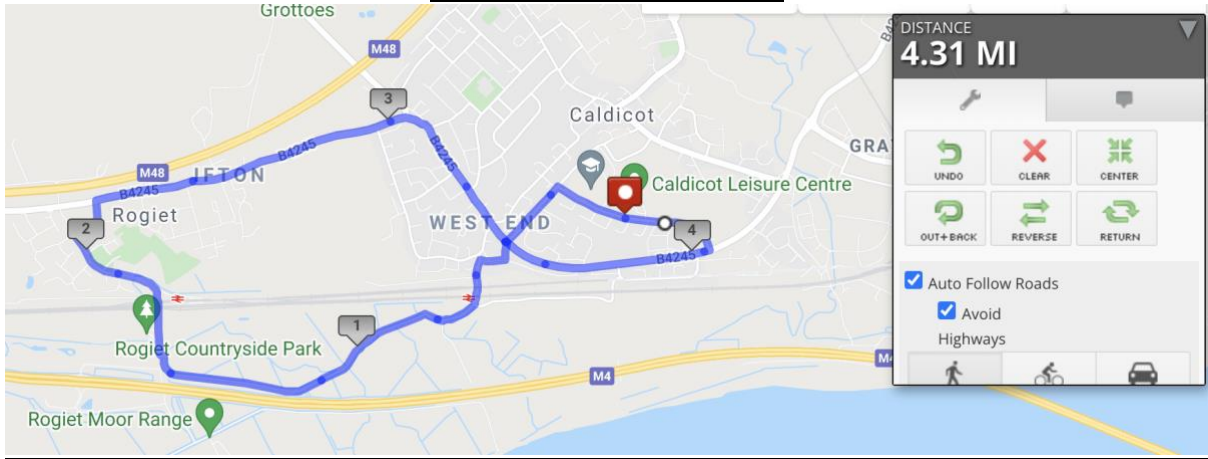 Grottoes
M48
3
Caldicot
GRA
B4245
B4245
M48
IFTON
B4245
Caldicot Leisure Centre
Rogiet
2
WEST END
4
B4245
1
Rogiet Countryside Park
M4
M4
Rogiet Moor Range
DISTANCE
4.31 MI
UNDO
CLEAR
CENTER
OUT+BACK
REVERSE
RETURN
Auto Follow Roads
Avoid
Highways